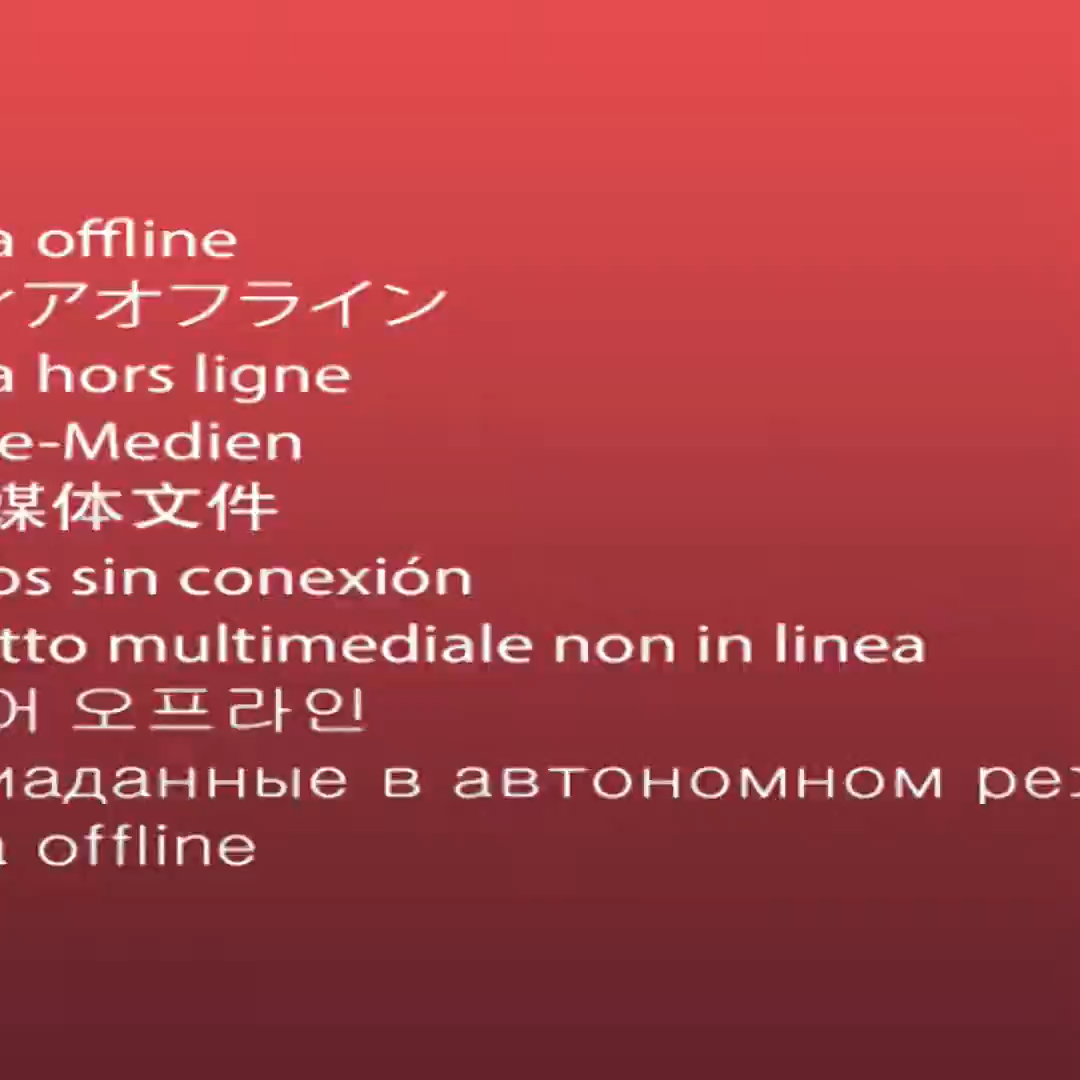 a offline
ィアオフライン
a hors ligne
e-Medien
媒体文件
os sin conexión
tto multimediale non in linea
어 오프라인
иаданные в автономном реж
a offline